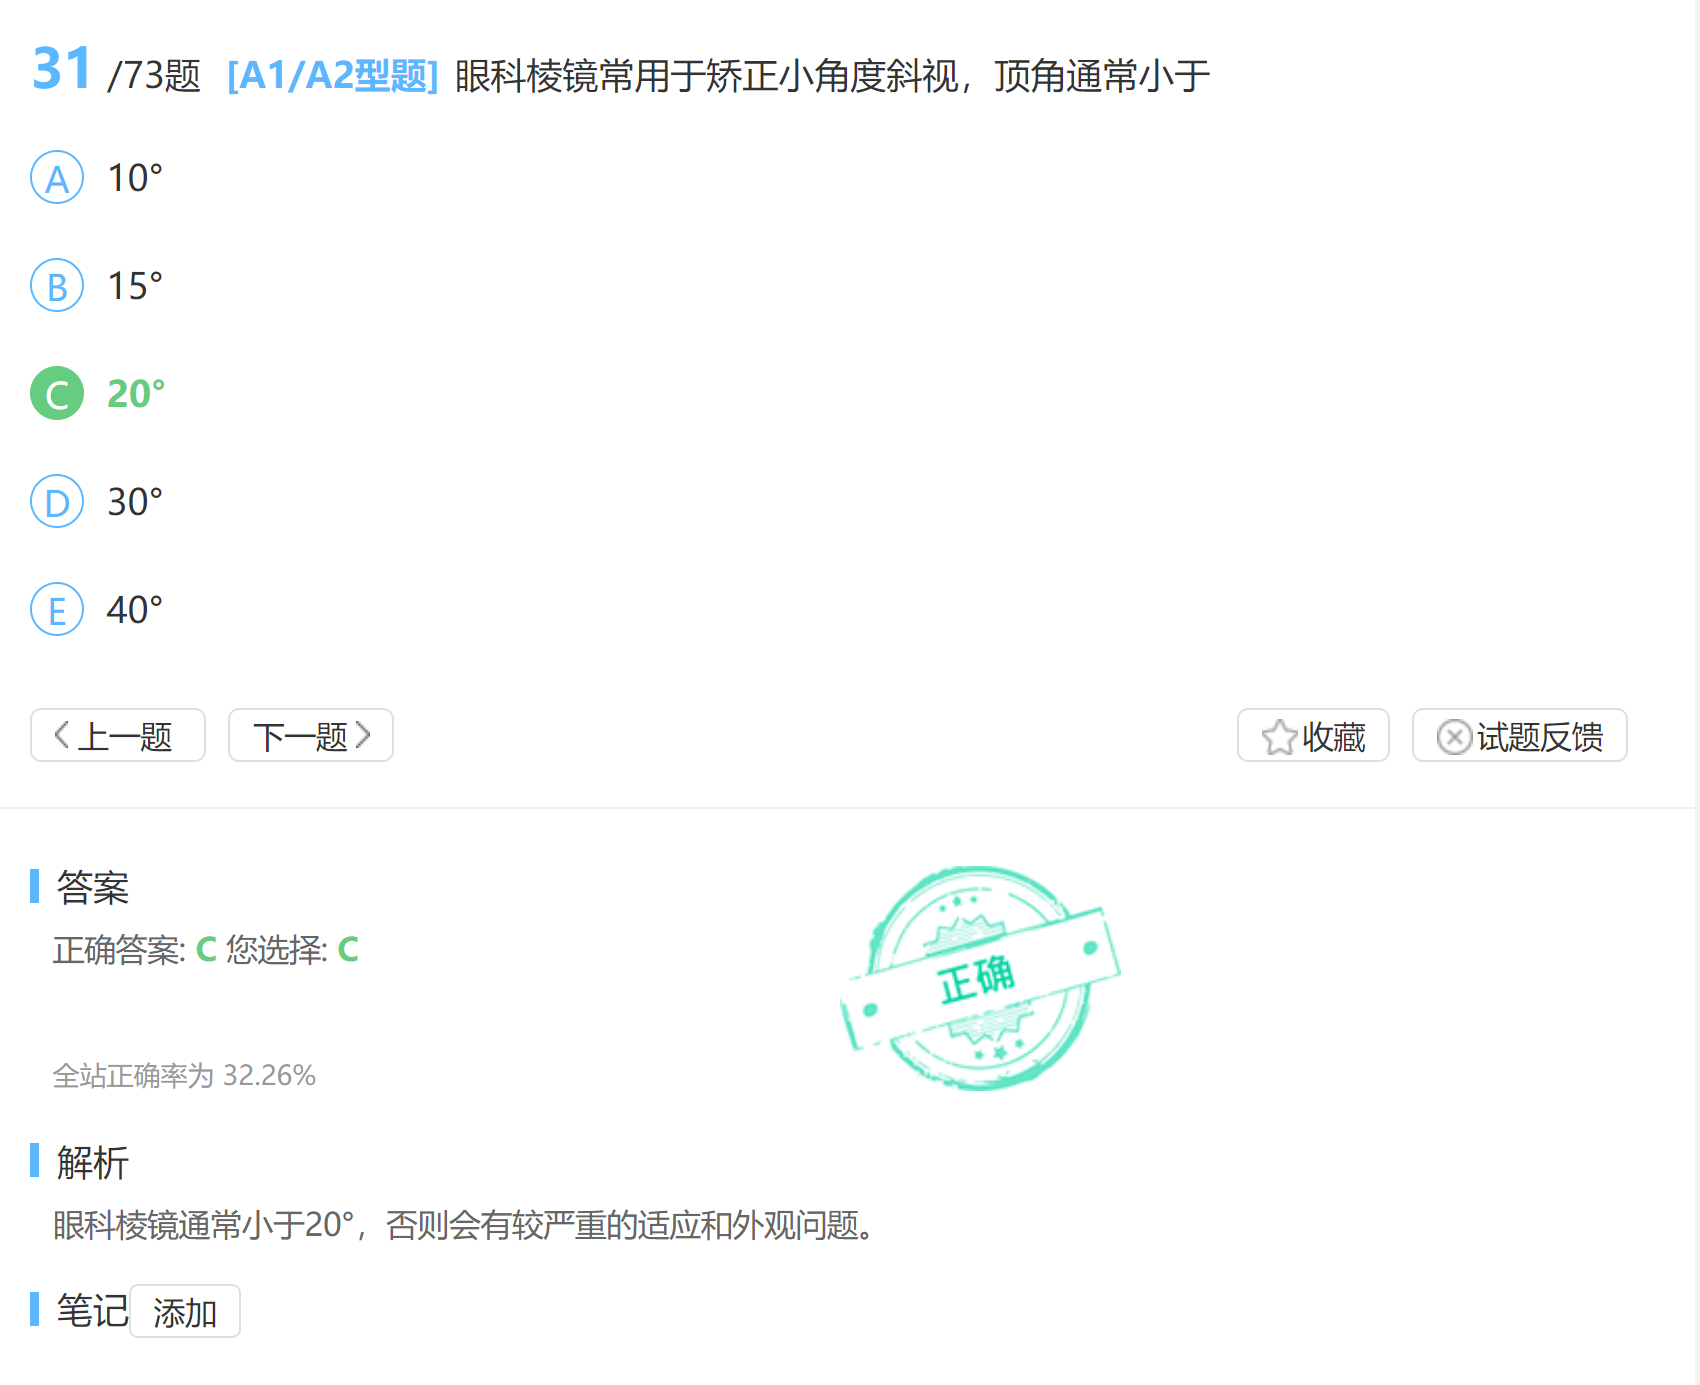 31 /73题 [A1/A2型题] 眼科棱镜常用于矫正小角度斜视，顶角通常小于
A 10°
B 15°
C 20°
D 30°
E 40°
上一题 下一题 收藏 试题反馈
答案
正确答案: C 您选择: C
正确
全站正确率为 32.26%
解析
眼科棱镜通常小于20°，否则会有较严重的适应和外观问题。
笔记 添加